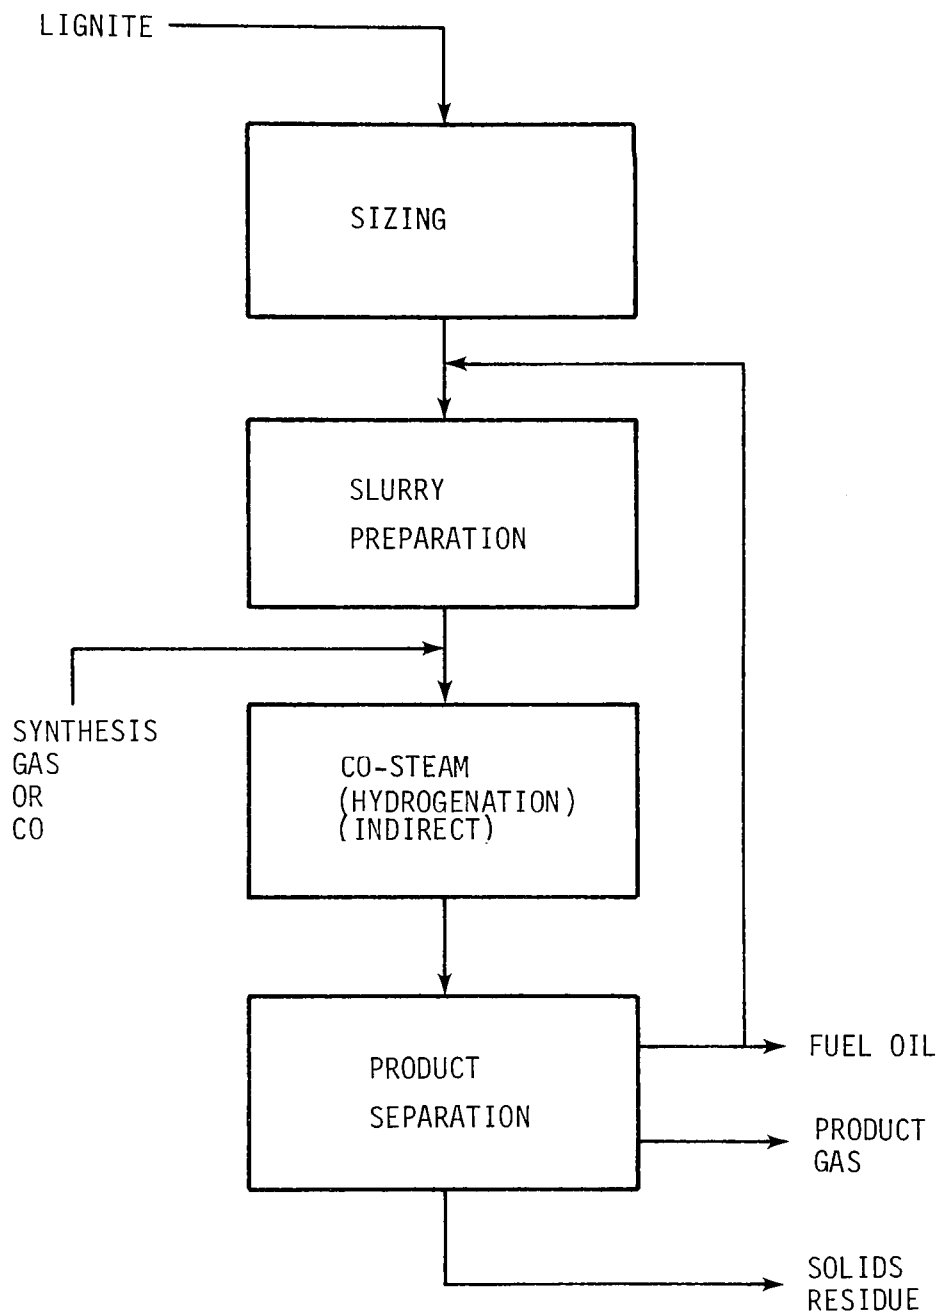 LIGNITE
SIZING
SLURRY
PREPARATION
SYNTHESIS
GAS
OR
CO
CO-STEAM
(HYDROGENATION)
(INDIRECT)
PRODUCT
SEPARATION
FUEL OIL
PRODUCT
GAS
SOLIDS
RESIDUE